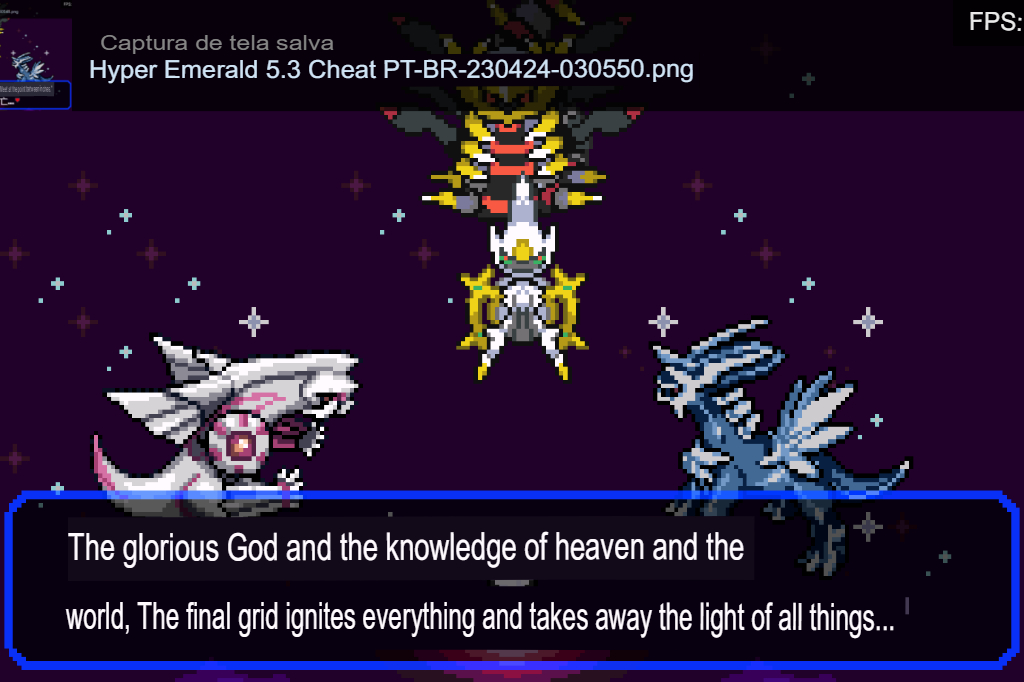 Captura de tela salva
FPS:
Hyper Emerald 5.3 Cheat PT-BR-230424-030550.png
The glorious God and the knowledge of heaven and the
world, The final grid ignites everything and takes away the light of all things...